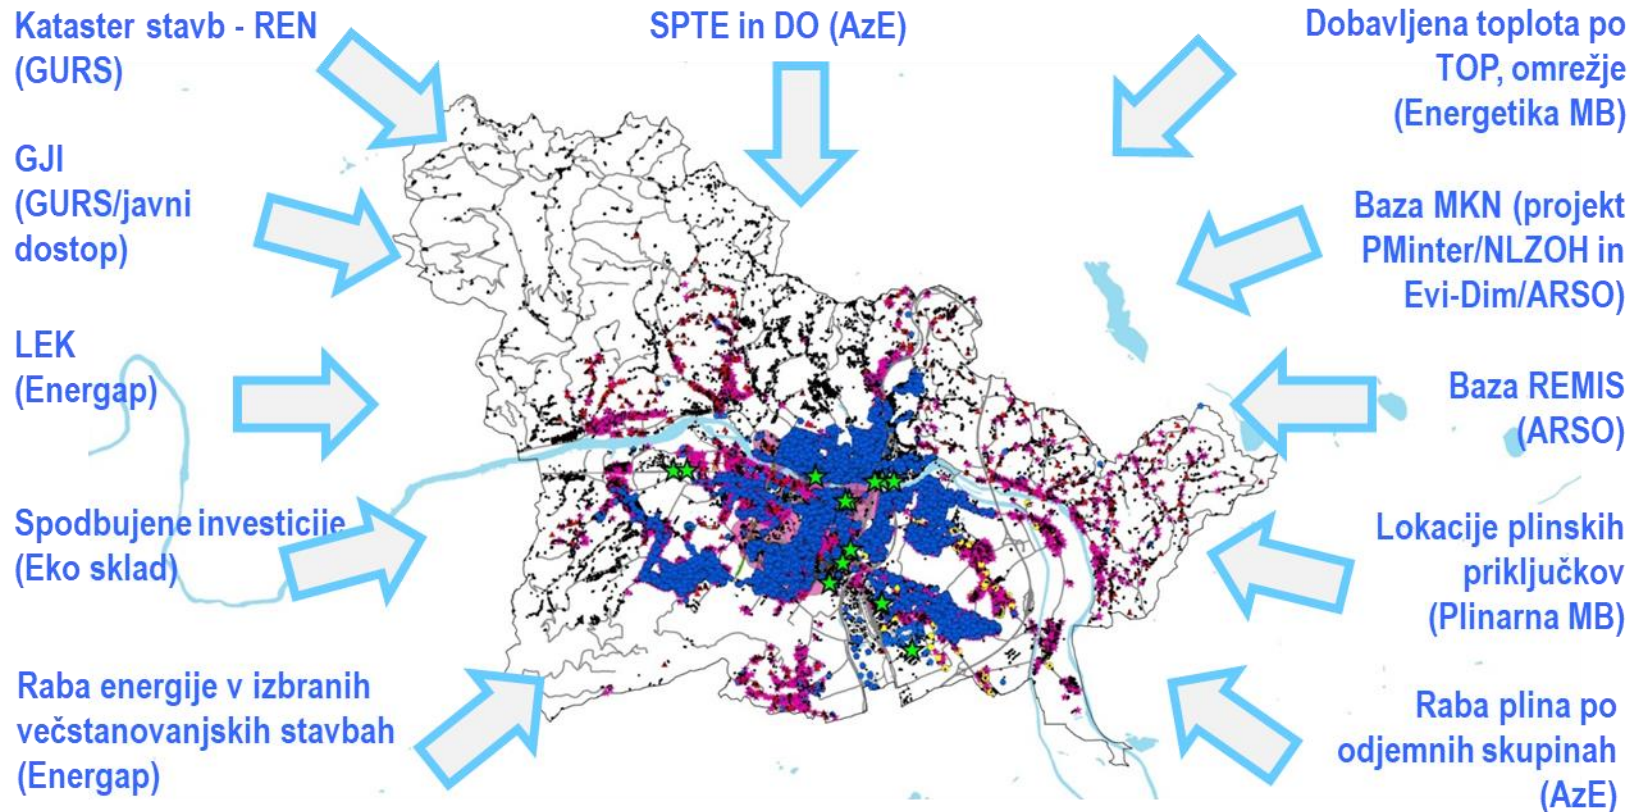 Kataster stavb - REN
(GURS)
GJI
(GURS/javni
dostop)
LEK
(Energap)
Spodbujene investicije
(Eko sklad)
Raba energije v izbranih
večstanovanjskih stavbah
(Energap)
SPTE in DO (AzE)
Dobavljena toplota po
TOP, omrežje
(Energetika MB)
Baza MKN (projekt
PMinter/NLZOH in
Evi-Dim/ARSO)
Baza REMIS
(ARSO)
Lokacije plinskih
priključkov
(Plinarna MB)
Raba plina po
odjemnih skupinah
(AzE)